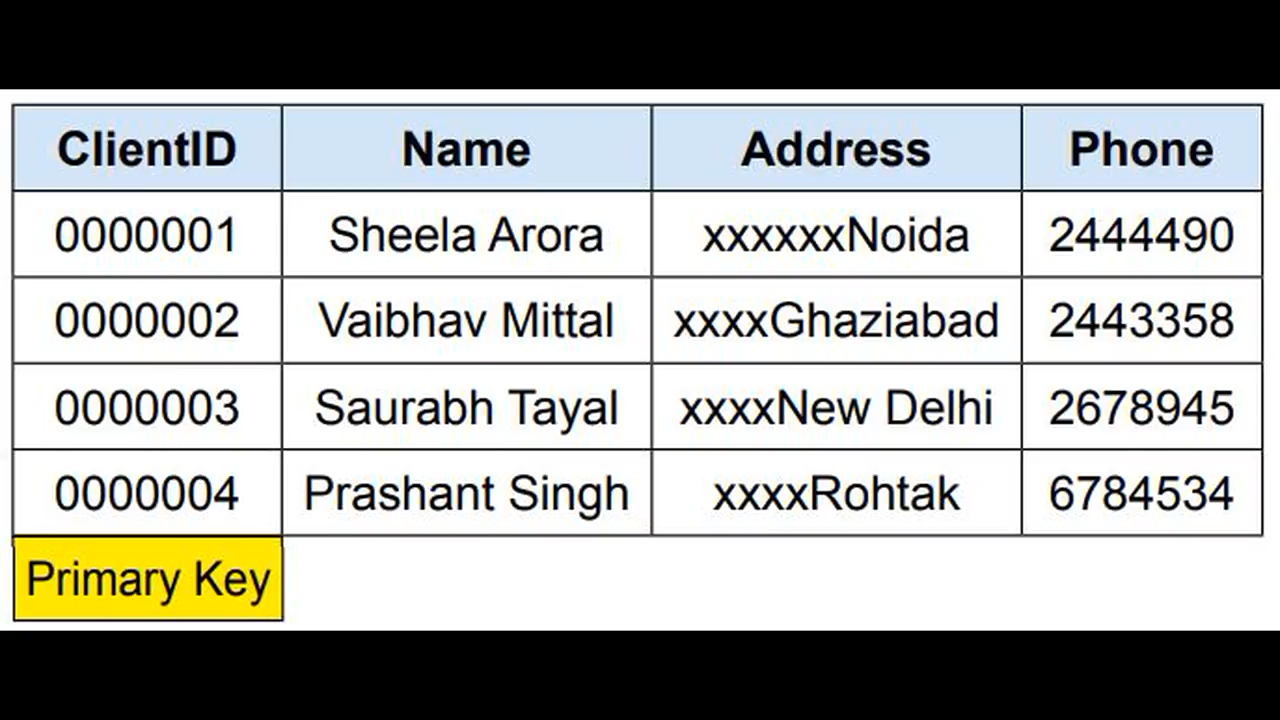 ClientID Name Address Phone
0000001 Sheela Arora xxxxxxNoida 2444490
0000002 Vaibhav Mittal xxxxGhaziabad 2443358
0000003 Saurabh Tayal xxxxNew Delhi 2678945
0000004 Prashant Singh xxxxRohtak 6784534
Primary Key